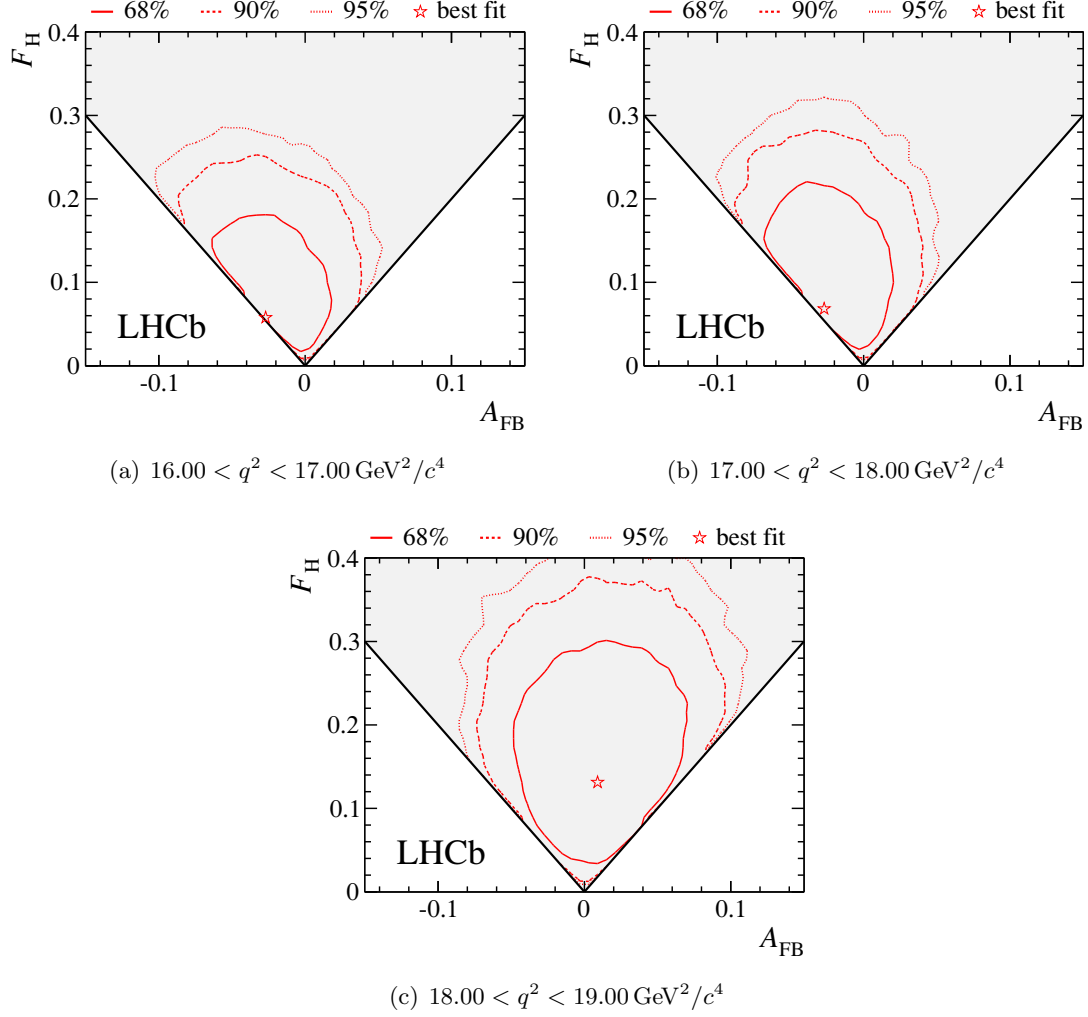 68% 90% 95% best fit
F_H
0.4
0.3
0.2
0.1
0
LHCb
-0.1 0 0.1
A_FB
(a) 16.00 < q² < 17.00 GeV²/c⁴
68% 90% 95% best fit
F_H
0.4
0.3
0.2
0.1
0
LHCb
-0.1 0 0.1
A_FB
(b) 17.00 < q² < 18.00 GeV²/c⁴
68% 90% 95% best fit
F_H
0.4
0.3
0.2
0.1
0
LHCb
-0.1 0 0.1
A_FB
(c) 18.00 < q² < 19.00 GeV²/c⁴